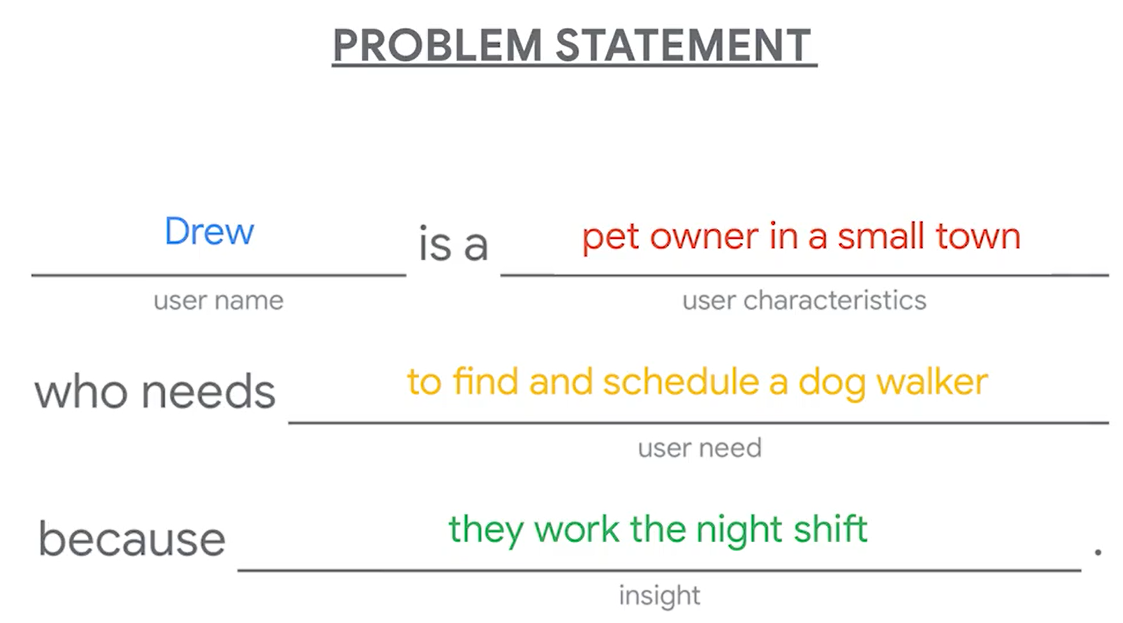 PROBLEM STATEMENT
Drew is a pet owner in a small town
user name user characteristics
who needs to find and schedule a dog walker
user need
because they work the night shift .
insight